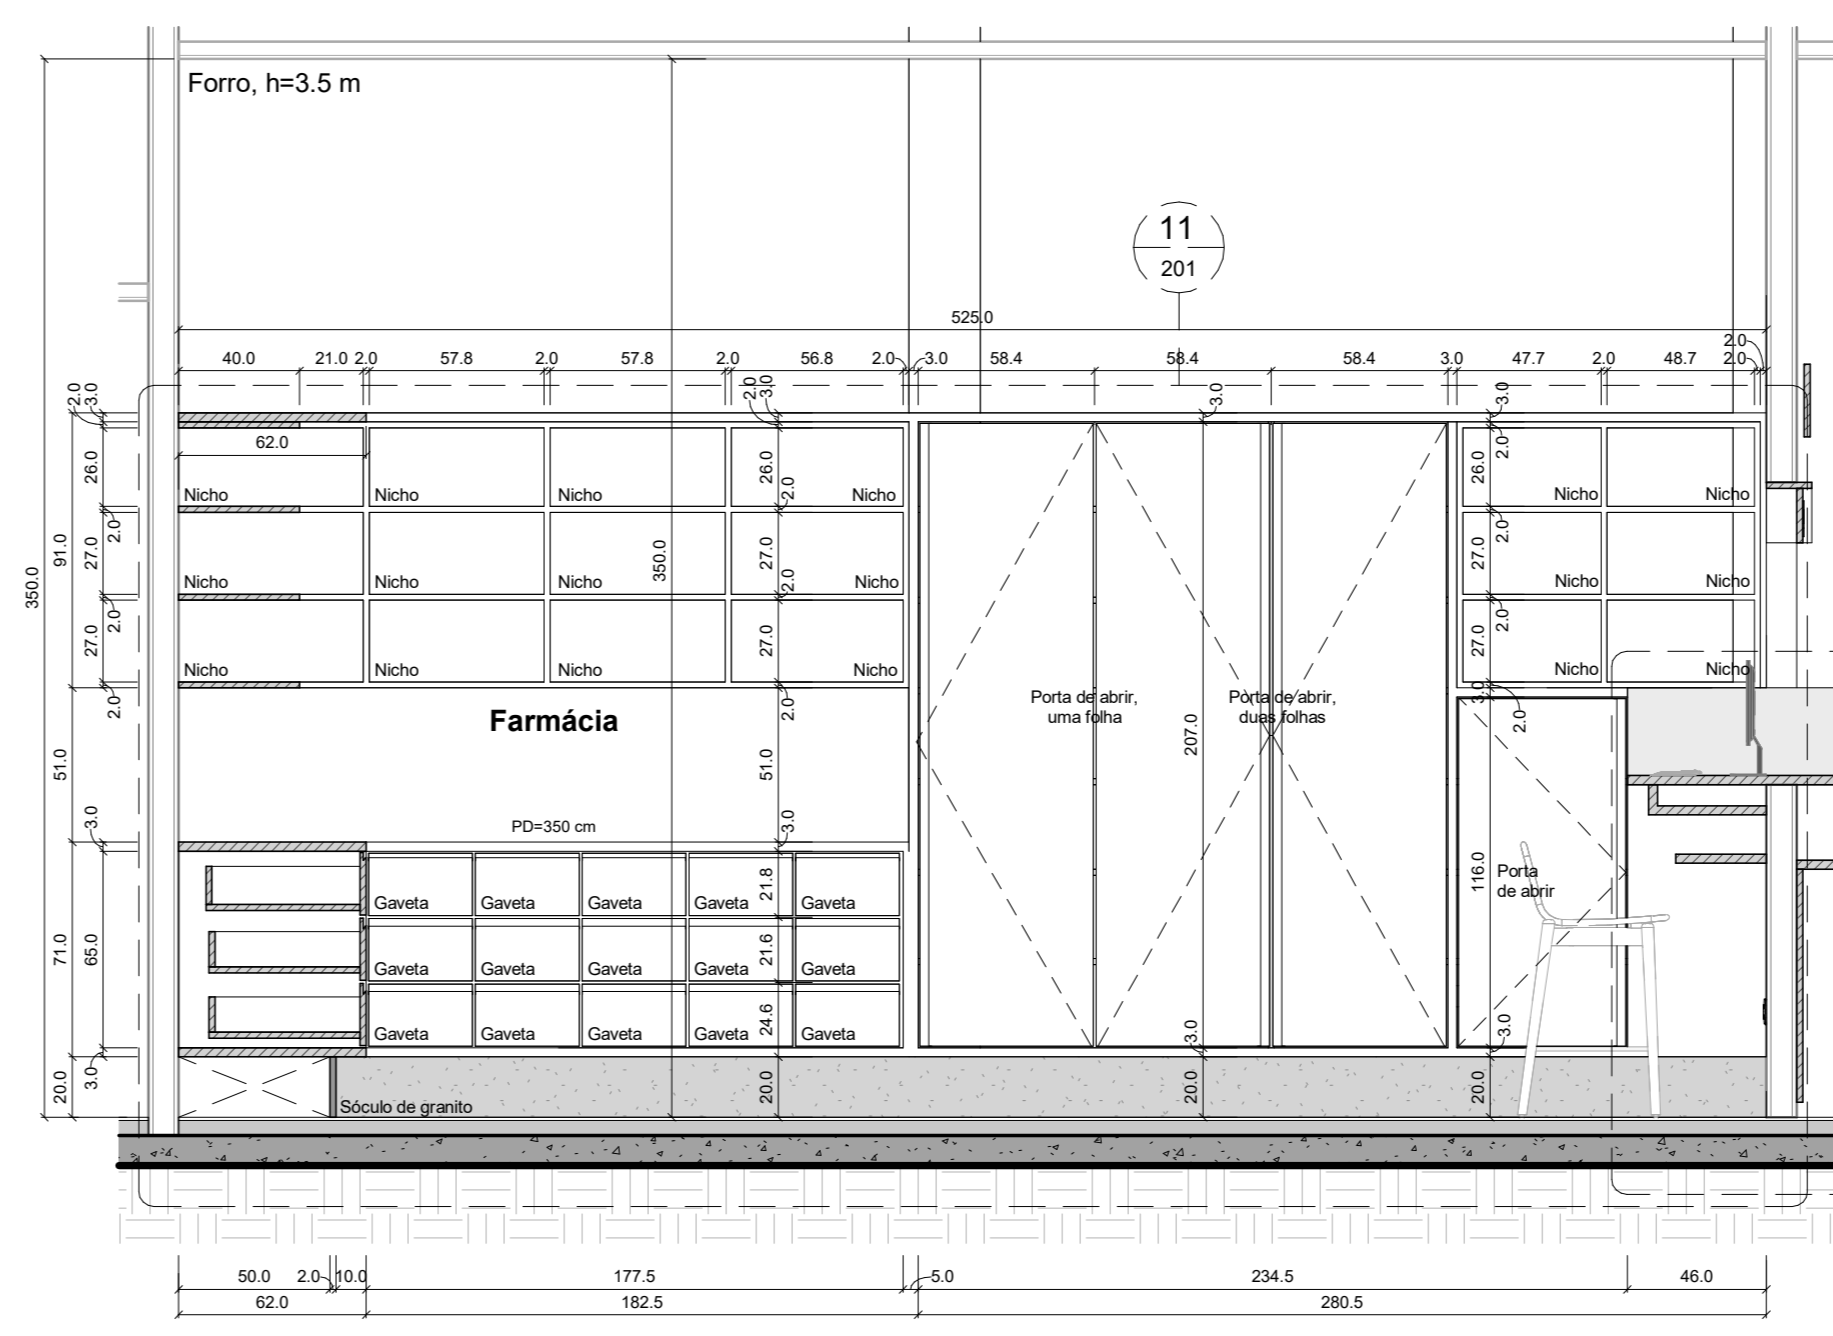 Forro, h=3.5 m
11
201
525.0
2.0
40.0 21.0 2.0 57.8 2.0 57.8 2.0 56.8 2.0 3.0 58.4 58.4 58.4 3.0 47.7 2.0 48.7 2.0
2.0 3.0 2.0 3.0 3.0 3.0
62.0
26.0 26.0 2.0 26.0 2.0
Nicho Nicho Nicho Nicho Nicho Nicho
350.0 91.0 27.0 2.0 350.0 27.0 2.0 27.0 2.0
Nicho Nicho Nicho Nicho Nicho Nicho
27.0 2.0 27.0 27.0 2.0
Nicho Nicho Nicho Nicho Nicho Nicho
2.0 2.0 3.0 2.0
Farmácia
Porta de abrir,
uma folha
Porta de abrir,
duas folhas
207.0
51.0 51.0
3.0 3.0
PD=350 cm
116.0
Porta
de abrir
71.0 65.0
21.8
Gaveta Gaveta Gaveta Gaveta Gaveta
21.6
Gaveta Gaveta Gaveta Gaveta Gaveta
24.6
Gaveta Gaveta Gaveta Gaveta Gaveta
3.0 3.0
20.0 3.0 20.0 20.0 20.0
Sóculo de granito
50.0 2.0 10.0 177.5 5.0 234.5 46.0
62.0 182.5 280.5